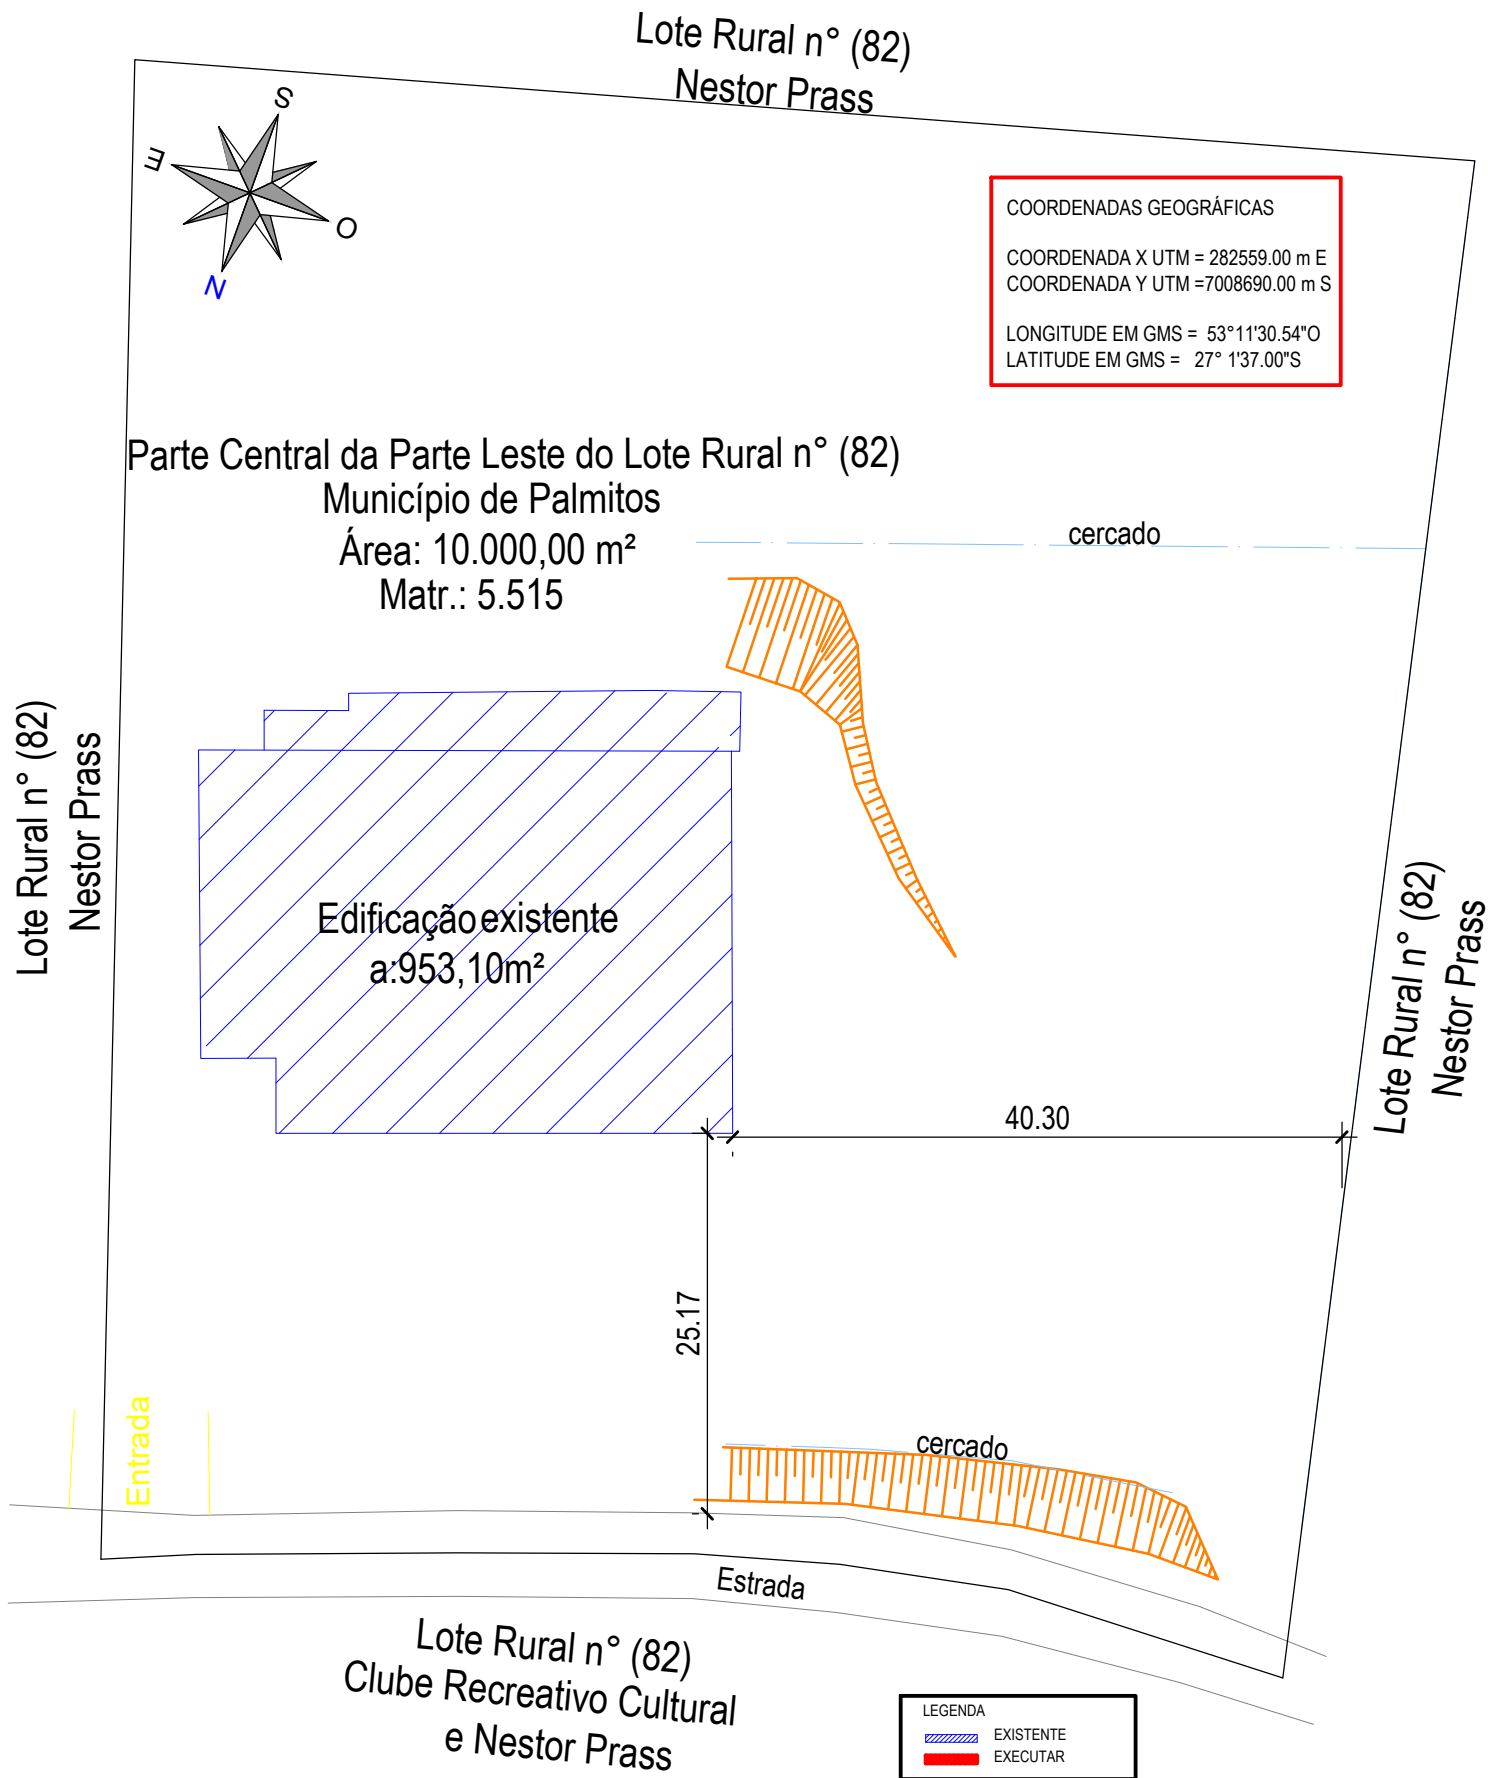 Lote Rural n° (82)
Nestor Prass
S
E
O
N
COORDENADAS GEOGRÁFICAS
COORDENADA X UTM = 282559.00 m E
COORDENADA Y UTM =7008690.00 m S
LONGITUDE EM GMS = 53°11'30.54"O
LATITUDE EM GMS = 27° 1'37.00"S
Parte Central da Parte Leste do Lote Rural n° (82)
Município de Palmitos
Área: 10.000,00 m²
Matr.: 5.515
cercado
Lote Rural n° (82)
Nestor Prass
Edificação existente
a:953,10m²
Lote Rural n° (82)
Nestor Prass
40.30
25.17
Entrada
cercado
Estrada
Lote Rural n° (82)
Clube Recreativo Cultural
e Nestor Prass
LEGENDA
EXISTENTE
EXECUTAR